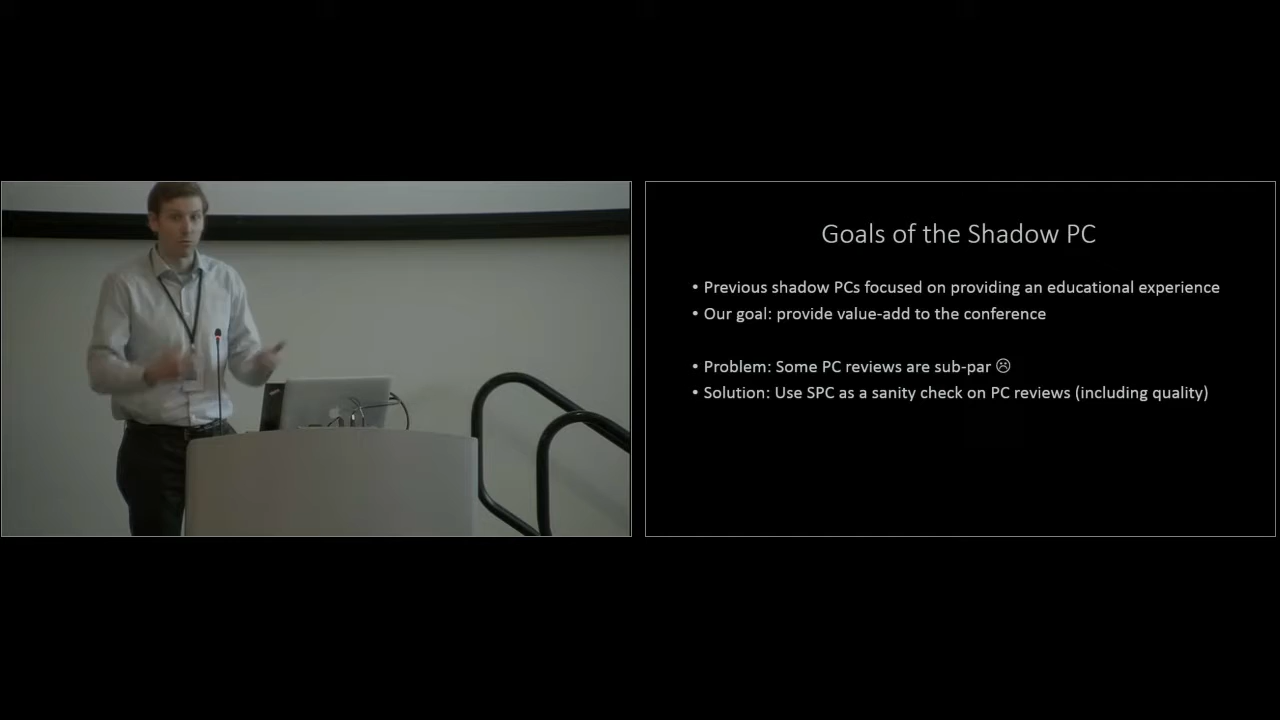 Goals of the Shadow PC
• Previous shadow PCs focused on providing an educational experience
• Our goal: provide value-add to the conference
• Problem: Some PC reviews are sub-par ☹
• Solution: Use SPC as a sanity check on PC reviews (including quality)